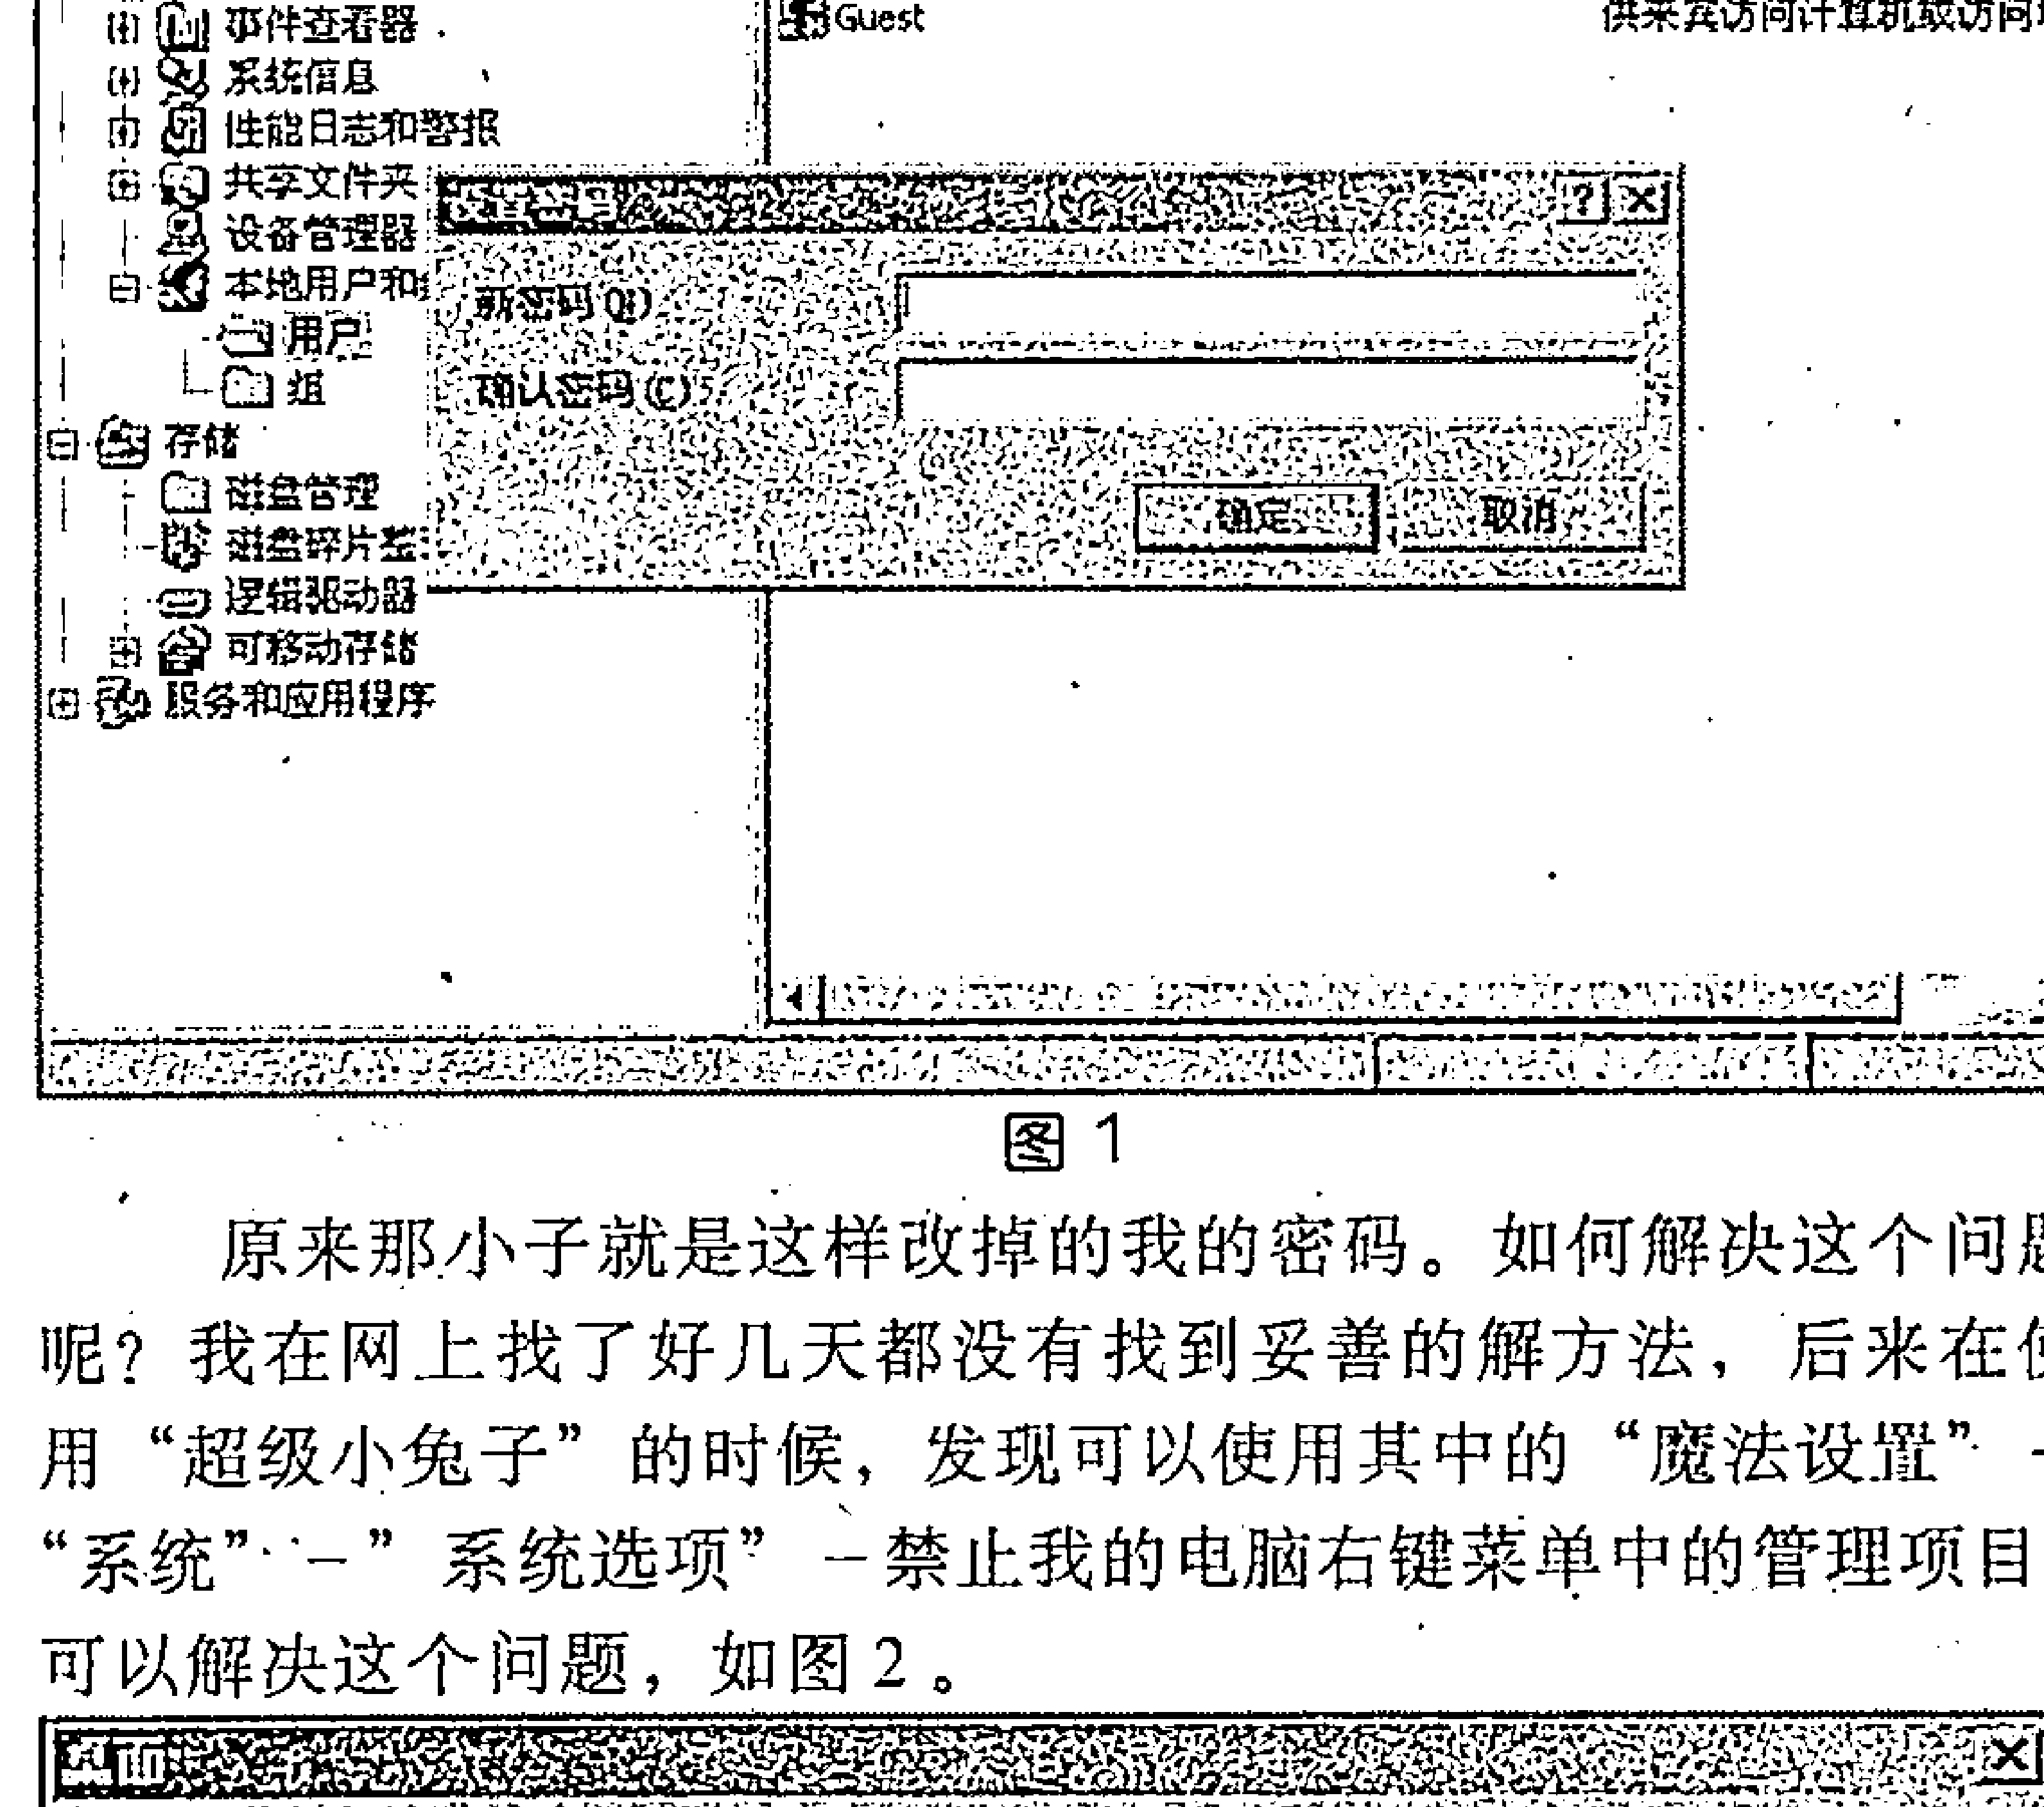 事件查看器
Guest
供来宾访问计算机或访问
系统信息
性能日志和警报
共享文件夹
设备管理器
本地用户和
用户
组
存储
磁盘管理
磁盘碎片整
逻辑驱动器
可移动存储
服务和应用程序
设置密码
新密码(N)
确认密码(C)
确定
取消
图 1
原来那小子就是这样改掉的我的密码。如何解决这个问题
呢？我在网上找了好几天都没有找到妥善的解方法，后来在使
用“超级小兔子”的时候，发现可以使用其中的“魔法设置” -
“系统” - ”系统选项” - 禁止我的电脑右键菜单中的管理项目
可以解决这个问题，如图 2 。